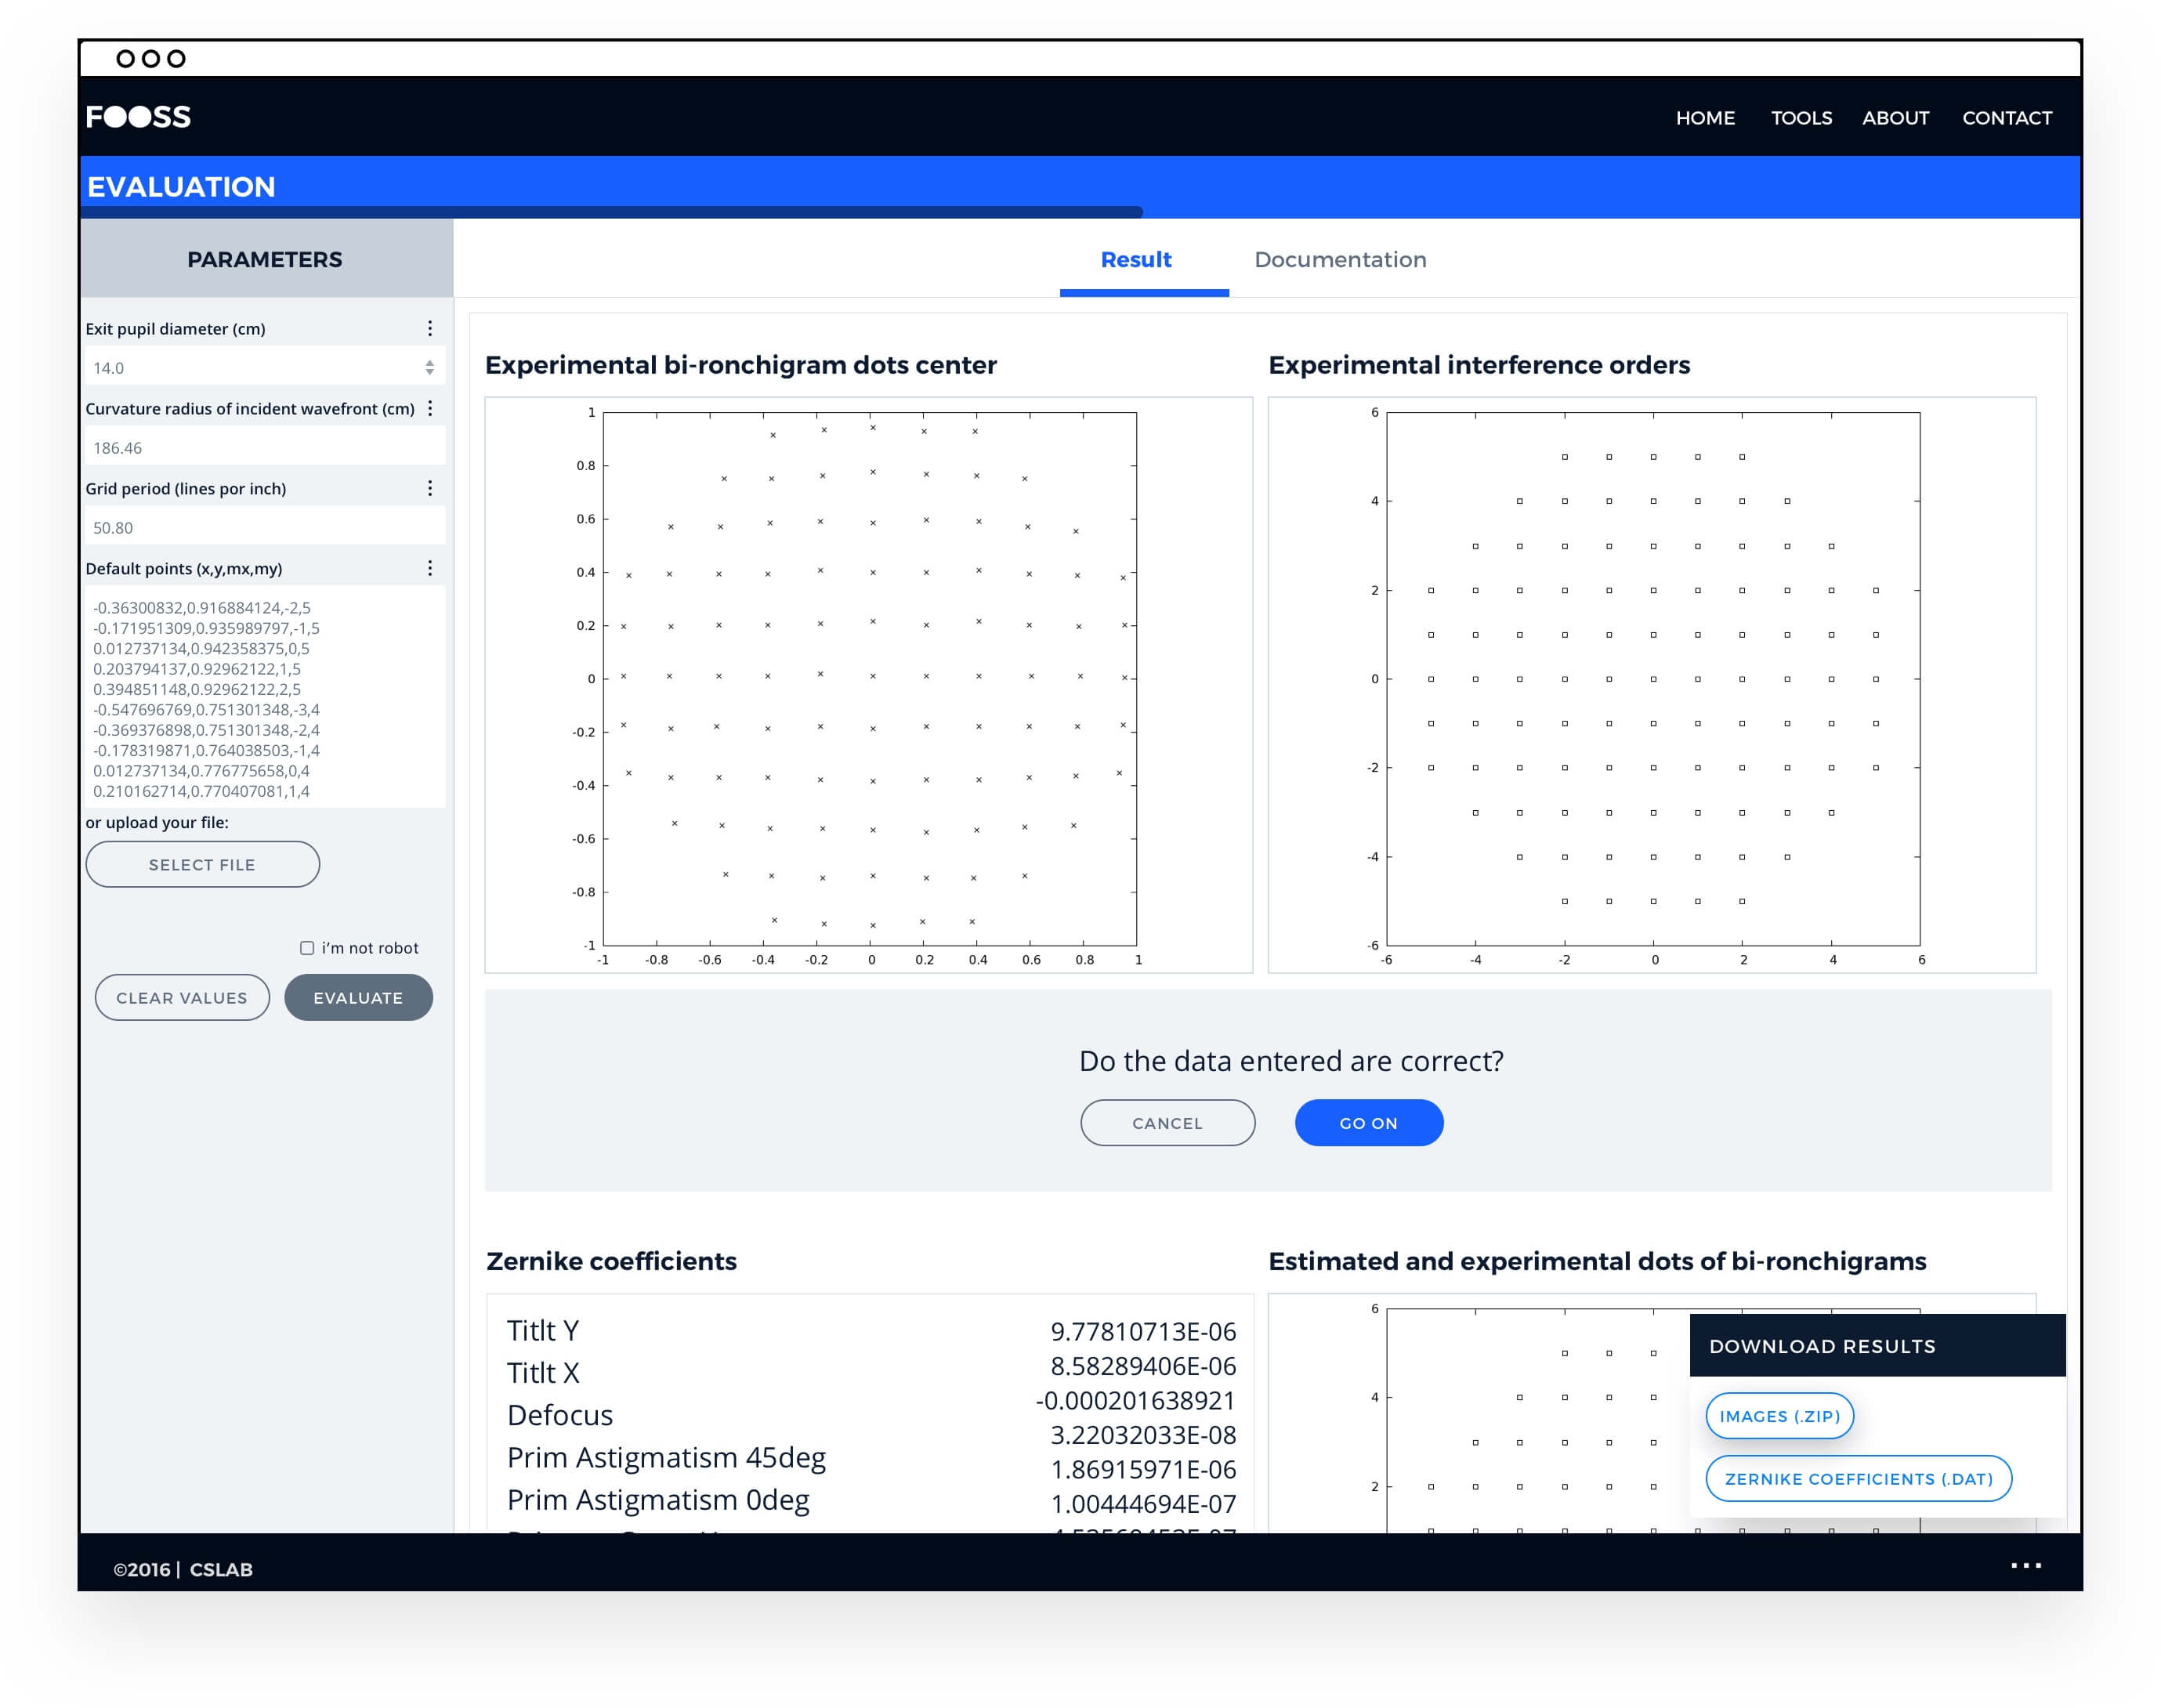 FOOSS
HOME TOOLS ABOUT CONTACT
EVALUATION
PARAMETERS
Result Documentation
Exit pupil diameter (cm)
14.0
Curvature radius of incident wavefront (cm)
186.46
Grid period (lines por inch)
50.80
Default points (x,y,mx,my)
-0.36300832,0.916884124,-2,5
-0.171951309,0.935989797,-1,5
0.012737134,0.942358375,0,5
0.203794137,0.92962122,1,5
0.394851148,0.92962122,2,5
-0.547696769,0.751301348,-3,4
-0.369376898,0.751301348,-2,4
-0.178319871,0.764038503,-1,4
0.012737134,0.776775658,0,4
0.210162714,0.770407081,1,4
or upload your file:
SELECT FILE
i’m not robot
CLEAR VALUES EVALUATE
Experimental bi-ronchigram dots center
1
0.8
0.6
0.4
0.2
0
-0.2
-0.4
-0.6
-0.8
-1
-1 -0.8 -0.6 -0.4 -0.2 0 0.2 0.4 0.6 0.8 1
Experimental interference orders
6
4
2
0
-2
-4
-6
-6 -4 -2 0 2 4 6
Do the data entered are correct?
CANCEL GO ON
Zernike coefficients
Titlt Y 9.77810713E-06
Titlt X 8.58289406E-06
Defocus -0.000201638921
Prim Astigmatism 45deg 3.22032033E-08
Prim Astigmatism 0deg 1.86915971E-06
1.00444694E-07
Estimated and experimental dots of bi-ronchigrams
6
4
2
DOWNLOAD RESULTS
IMAGES (.ZIP)
ZERNIKE COEFFICIENTS (.DAT)
©2016 | CSLAB
...